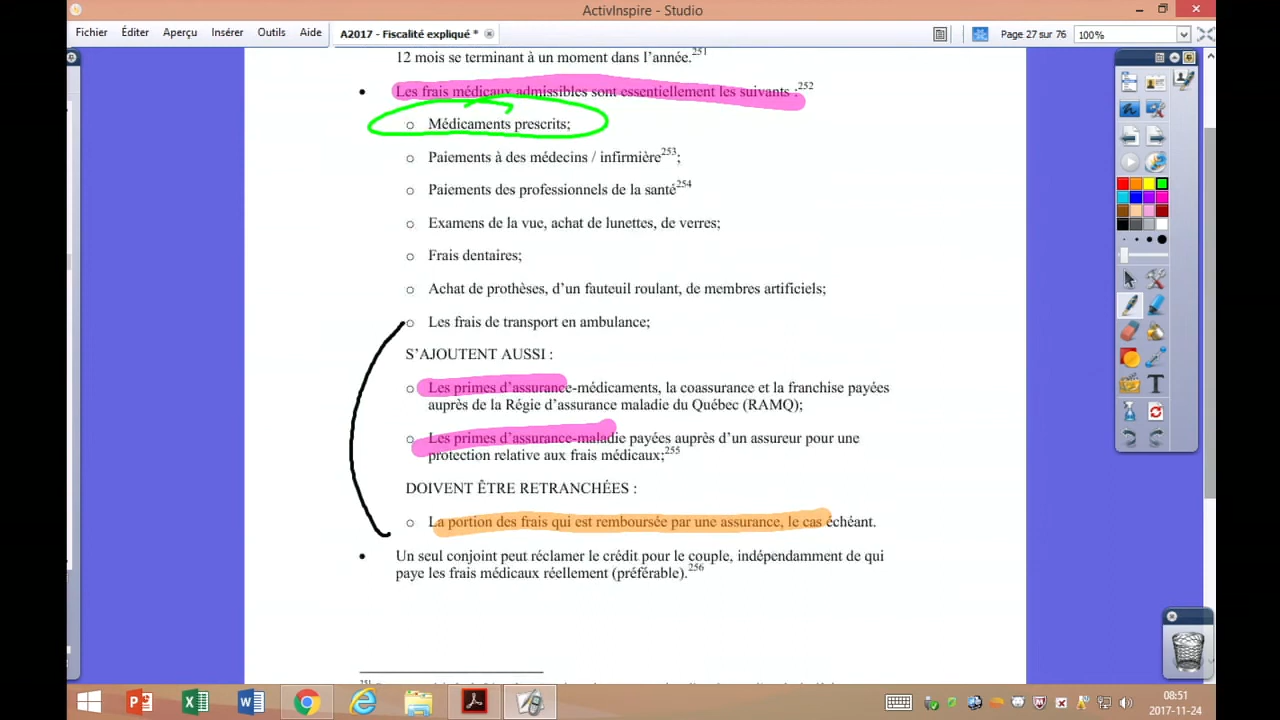 ActivInspire - Studio
Fichier Éditer Aperçu Insérer Outils Aide A2017 - Fiscalité expliqué * Page 27 sur 76 100%
12 mois se terminant à un moment dans l'année.251
• Les frais médicaux admissibles sont essentiellement les suivants :252
o Médicaments prescrits;
o Paiements à des médecins / infirmière253;
o Paiements des professionnels de la santé254
o Examens de la vue, achat de lunettes, de verres;
o Frais dentaires;
o Achat de prothèses, d'un fauteuil roulant, de membres artificiels;
o Les frais de transport en ambulance;
S'AJOUTENT AUSSI :
o Les primes d'assurance-médicaments, la coassurance et la franchise payées
auprès de la Régie d'assurance maladie du Québec (RAMQ);
o Les primes d'assurance-maladie payées auprès d'un assureur pour une
protection relative aux frais médicaux;255
DOIVENT ÊTRE RETRANCHÉES :
o La portion des frais qui est remboursée par une assurance, le cas échéant.
• Un seul conjoint peut réclamer le crédit pour le couple, indépendamment de qui
paye les frais médicaux réellement (préférable).256
08:51
2017-11-24